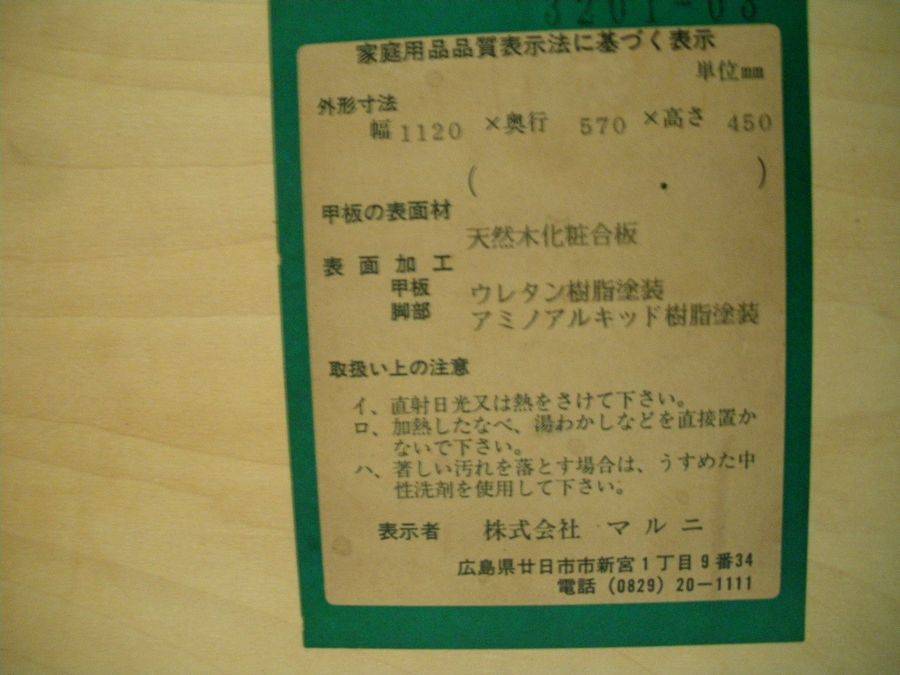 3201-03
家庭用品品質表示法に基づく表示
単位mm
外形寸法
幅1120 ×奥行 570 ×高さ 450
( . )
甲板の表面材
天然木化粧合板
表面加工
甲板 ウレタン樹脂塗装
脚部 アミノアルキッド樹脂塗装
取扱い上の注意
イ、直射日光又は熱をさけて下さい。
ロ、加熱したなべ、湯わかしなどを直接置か
ないで下さい。
ハ、著しい汚れを落とす場合は、うすめた中
性洗剤を使用して下さい。
表示者 株式会社 マルニ
広島県廿日市市新宮1丁目9番34
電話 (0829) 20-1111